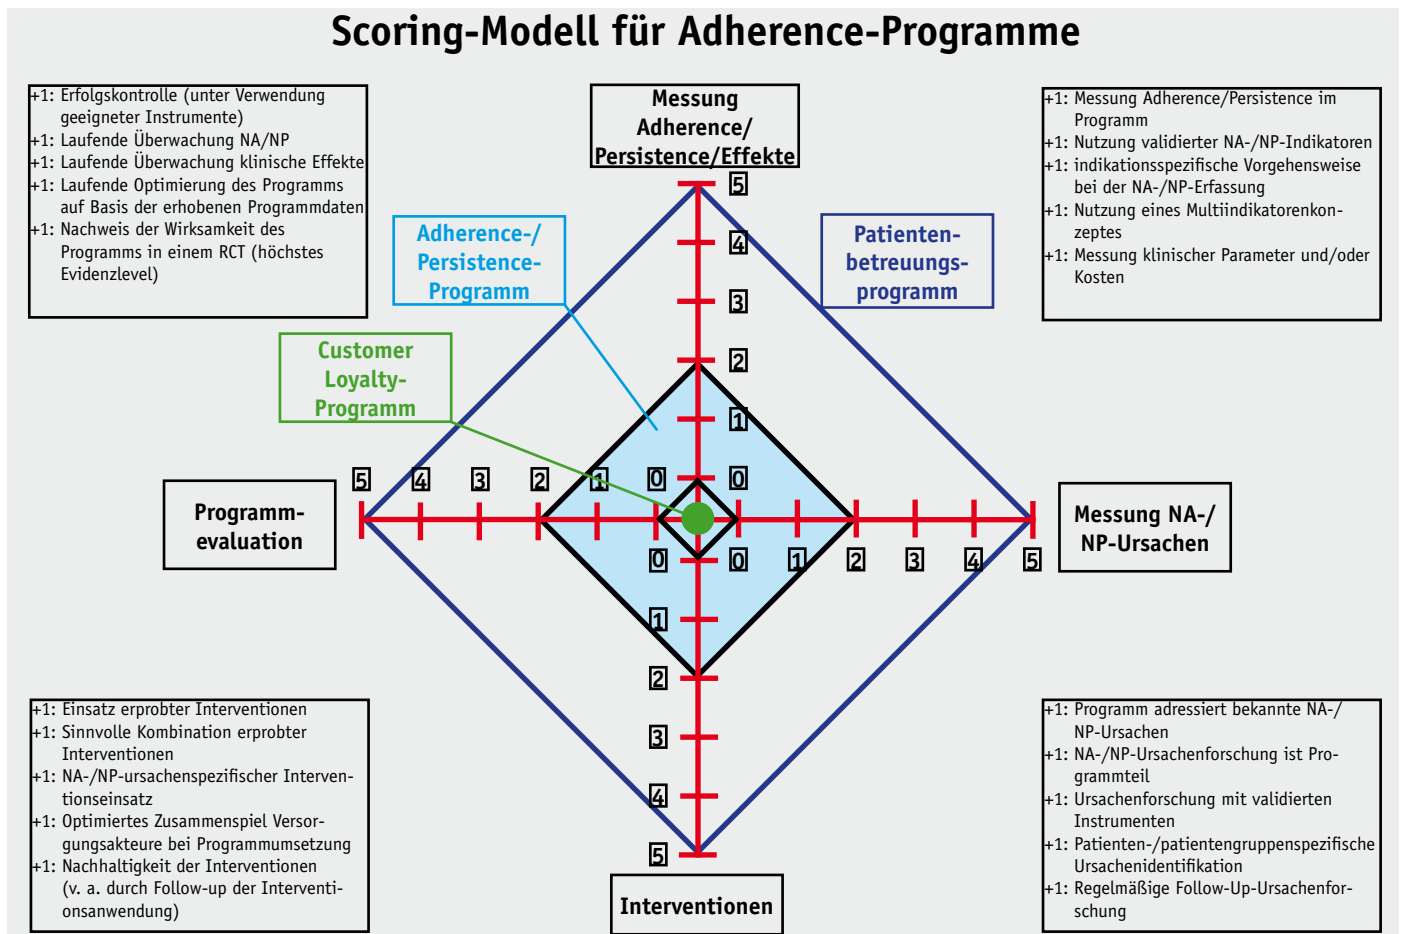 Scoring-Modell für Adherence-Programme
+1: Erfolgskontrolle (unter Verwendung
geeigneter Instrumente)
+1: Laufende Überwachung NA/NP
+1: Laufende Überwachung klinische Effekte
+1: Laufende Optimierung des Programms
auf Basis der erhobenen Programmdaten
+1: Nachweis der Wirksamkeit des
Programms in einem RCT (höchstes
Evidenzlevel)
Messung
Adherence/
Persistence/Effekte
+1: Messung Adherence/Persistence im
Programm
+1: Nutzung validierter NA-/NP-Indikatoren
+1: indikationsspezifische Vorgehensweise
bei der NA-/NP-Erfassung
+1: Nutzung eines Multiindikatorenkon-
zeptes
+1: Messung klinischer Parameter und/oder
Kosten
Adherence-/
Persistence-
Programm
Patienten-
betreuungs-
programm
Customer
Loyalty-
Programm
5
4
3
2
1
0
5 4 3 2 1 0
Programm-
evaluation
Messung NA-/
NP-Ursachen
0 1 2 3 4 5
0
1
2
3
4
5
Interventionen
+1: Einsatz erprobter Interventionen
+1: Sinnvolle Kombination erprobter
Interventionen
+1: NA-/NP-ursachenspezifischer Interven-
tionseinsatz
+1: Optimiertes Zusammenspiel Versor-
gungsakteure bei Programmumsetzung
+1: Nachhaltigkeit der Interventionen
(v. a. durch Follow-up der Interventi-
onsanwendung)
+1: Programm adressiert bekannte NA-/
NP-Ursachen
+1: NA-/NP-Ursachenforschung ist Pro-
grammteil
+1: Ursachenforschung mit validierten
Instrumenten
+1: Patienten-/patientengruppenspezifische
Ursachenidentifikation
+1: Regelmäßige Follow-Up-Ursachenfor-
schung